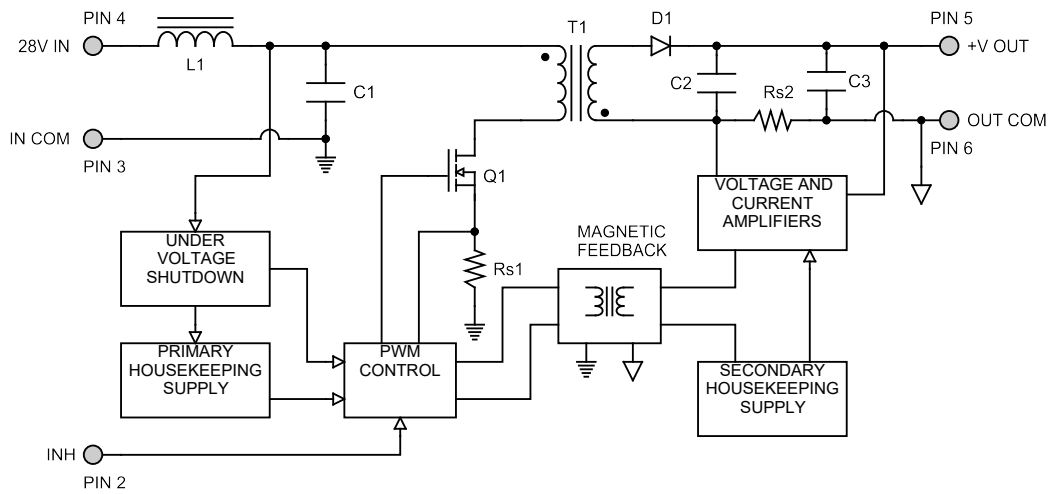 PIN 4
28V IN
L1
C1
IN COM
PIN 3
T1
D1
C2
C3
Rs2
PIN 5
+V OUT
OUT COM
PIN 6
Q1
Rs1
UNDER
VOLTAGE
SHUTDOWN
PRIMARY
HOUSEKEEPING
SUPPLY
PWM
CONTROL
MAGNETIC
FEEDBACK
VOLTAGE AND
CURRENT
AMPLIFIERS
SECONDARY
HOUSEKEEPING
SUPPLY
INH
PIN 2